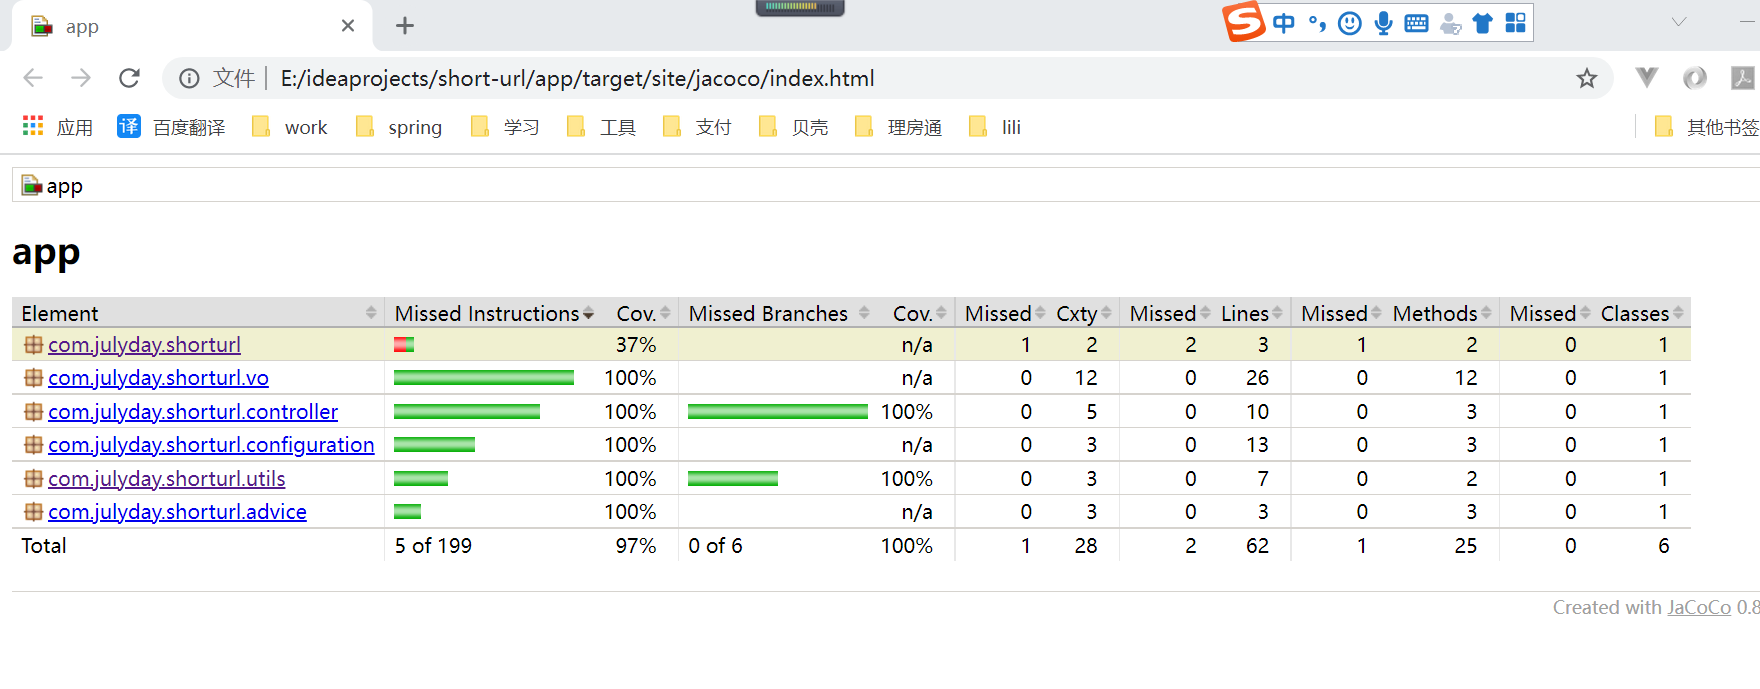 app
中
文件 E:/ideaprojects/short-url/app/target/site/jacoco/index.html
应用 译 百度翻译 work spring 学习 工具 支付 贝壳 理房通 lili 其他书签
app
app
Element Missed Instructions Cov. Missed Branches Cov. Missed Cxty Missed Lines Missed Methods Missed Classes
com.julyday.shorturl 37% n/a 1 2 2 3 1 2 0 1
com.julyday.shorturl.vo 100% n/a 0 12 0 26 0 12 0 1
com.julyday.shorturl.controller 100% 100% 0 5 0 10 0 3 0 1
com.julyday.shorturl.configuration 100% n/a 0 3 0 13 0 3 0 1
com.julyday.shorturl.utils 100% 100% 0 3 0 7 0 2 0 1
com.julyday.shorturl.advice 100% n/a 0 3 0 3 0 3 0 1
Total 5 of 199 97% 0 of 6 100% 1 28 2 62 1 25 0 6
Created with JaCoCo 0.8